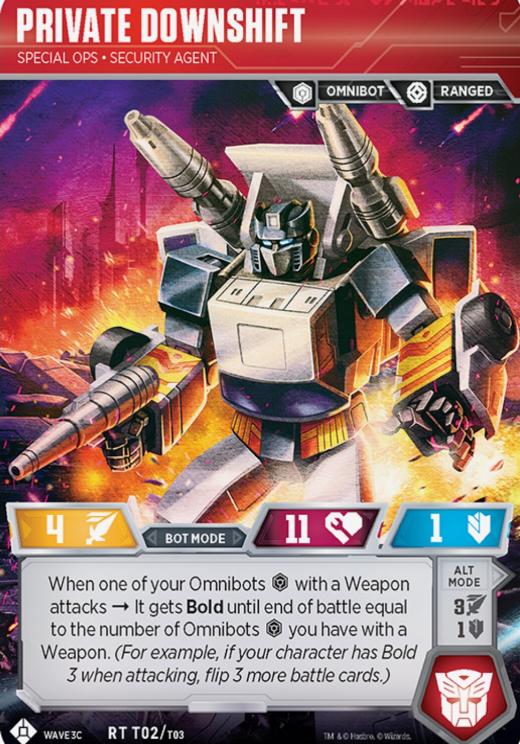 PRIVATE DOWNSHIFT
SPECIAL OPS • SECURITY AGENT
OMNIBOT RANGED
4 BOT MODE 11 1
ALT
MODE
3
1
When one of your Omnibots with a Weapon
attacks → It gets Bold until end of battle equal
to the number of Omnibots you have with a
Weapon. (For example, if your character has Bold
3 when attacking, flip 3 more battle cards.)
WAVE 3C RT T02/T03 TM & © Hasbro. © Wizards.